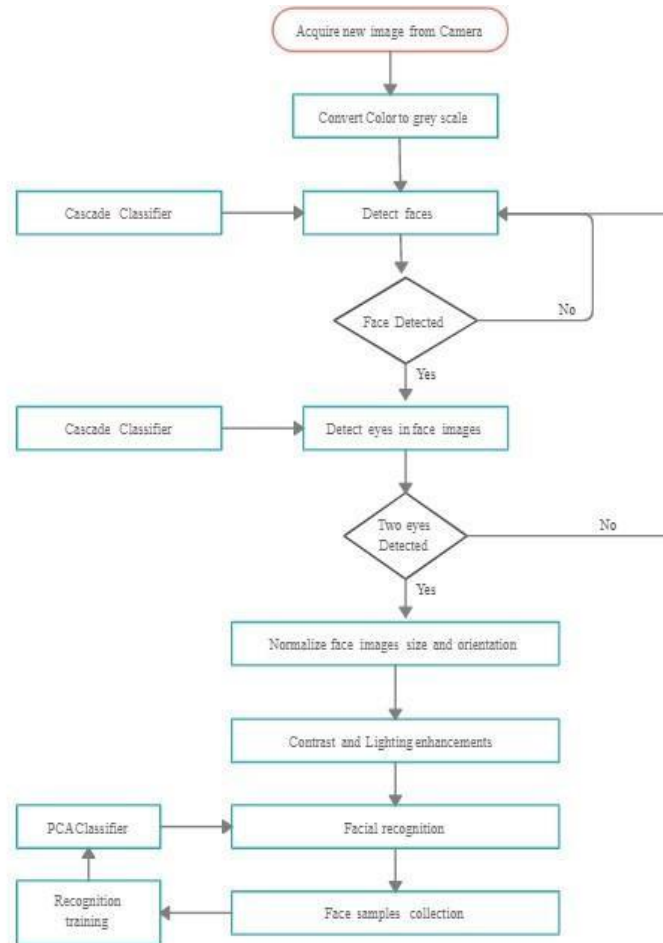 Acquire new image from Camera
Convert Color to grey scale
Cascade Classifier
Detect faces
Face Detected
No
Yes
Cascade Classifier
Detect eyes in face images
Two eyes
Detected
No
Yes
Normalize face images size and orientation
Contrast and Lighting enhancements
PCA Classifier
Facial recognition
Recognition
training
Face samples collection